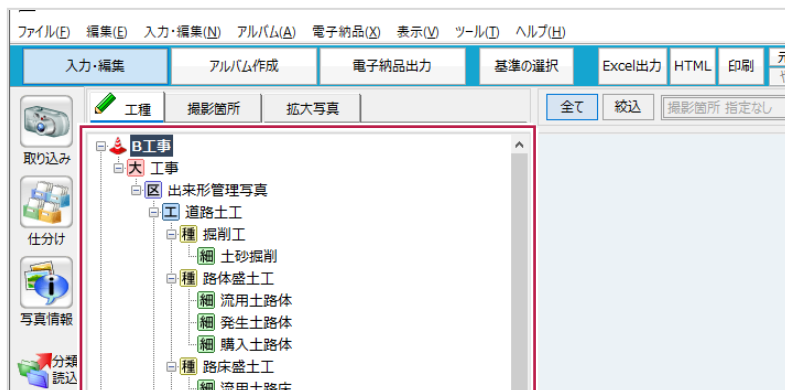 ファイル(F) 編集(E) 入力・編集(N) アルバム(A) 電子納品(X) 表示(V) ツール(T) ヘルプ(H)
入力・編集 アルバム作成 電子納品出力 基準の選択 Excel出力 HTML 印刷
工種 撮影箇所 拡大写真 全て 絞込 撮影箇所 指定なし
取り込み
仕分け
写真情報
分類
読込
B工事
大 工事
区 出来形管理写真
工 道路土工
種 掘削工
細 土砂掘削
種 路体盛土工
細 流用土路体
細 発生土路体
細 購入土路体
種 路床盛土工
細 流用土路床